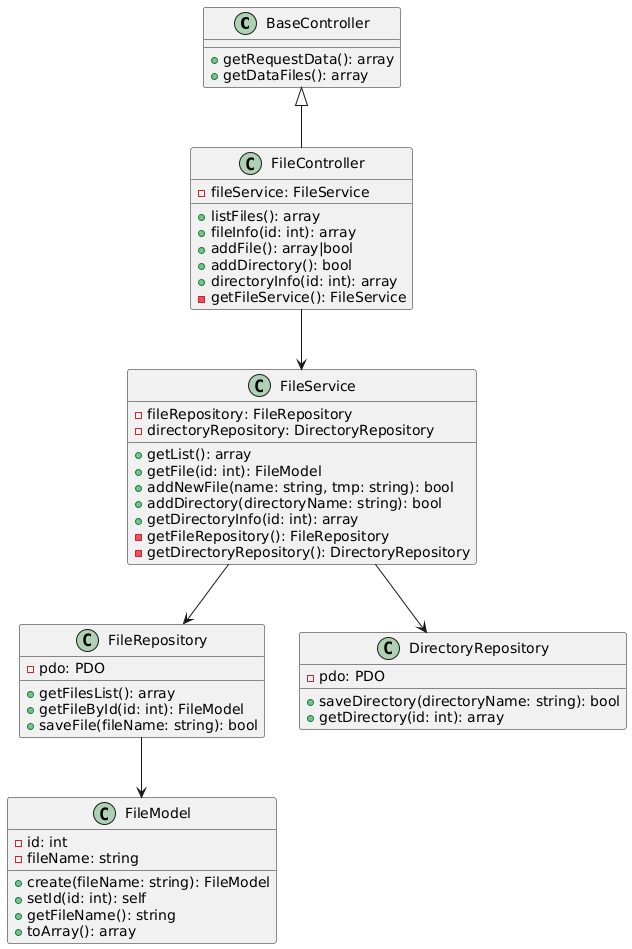 C BaseController
getRequestData(): array
getDataFiles(): array
C FileController
fileService: FileService
listFiles(): array
fileInfo(id: int): array
addFile(): array|bool
addDirectory(): bool
directoryInfo(id: int): array
getFileService(): FileService
C FileService
fileRepository: FileRepository
directoryRepository: DirectoryRepository
getList(): array
getFile(id: int): FileModel
addNewFile(name: string, tmp: string): bool
addDirectory(directoryName: string): bool
getDirectoryInfo(id: int): array
getFileRepository(): FileRepository
getDirectoryRepository(): DirectoryRepository
C FileRepository
pdo: PDO
getFilesList(): array
getFileById(id: int): FileModel
saveFile(fileName: string): bool
C DirectoryRepository
pdo: PDO
saveDirectory(directoryName: string): bool
getDirectory(id: int): array
C FileModel
id: int
fileName: string
create(fileName: string): FileModel
setId(id: int): self
getFileName(): string
toArray(): array